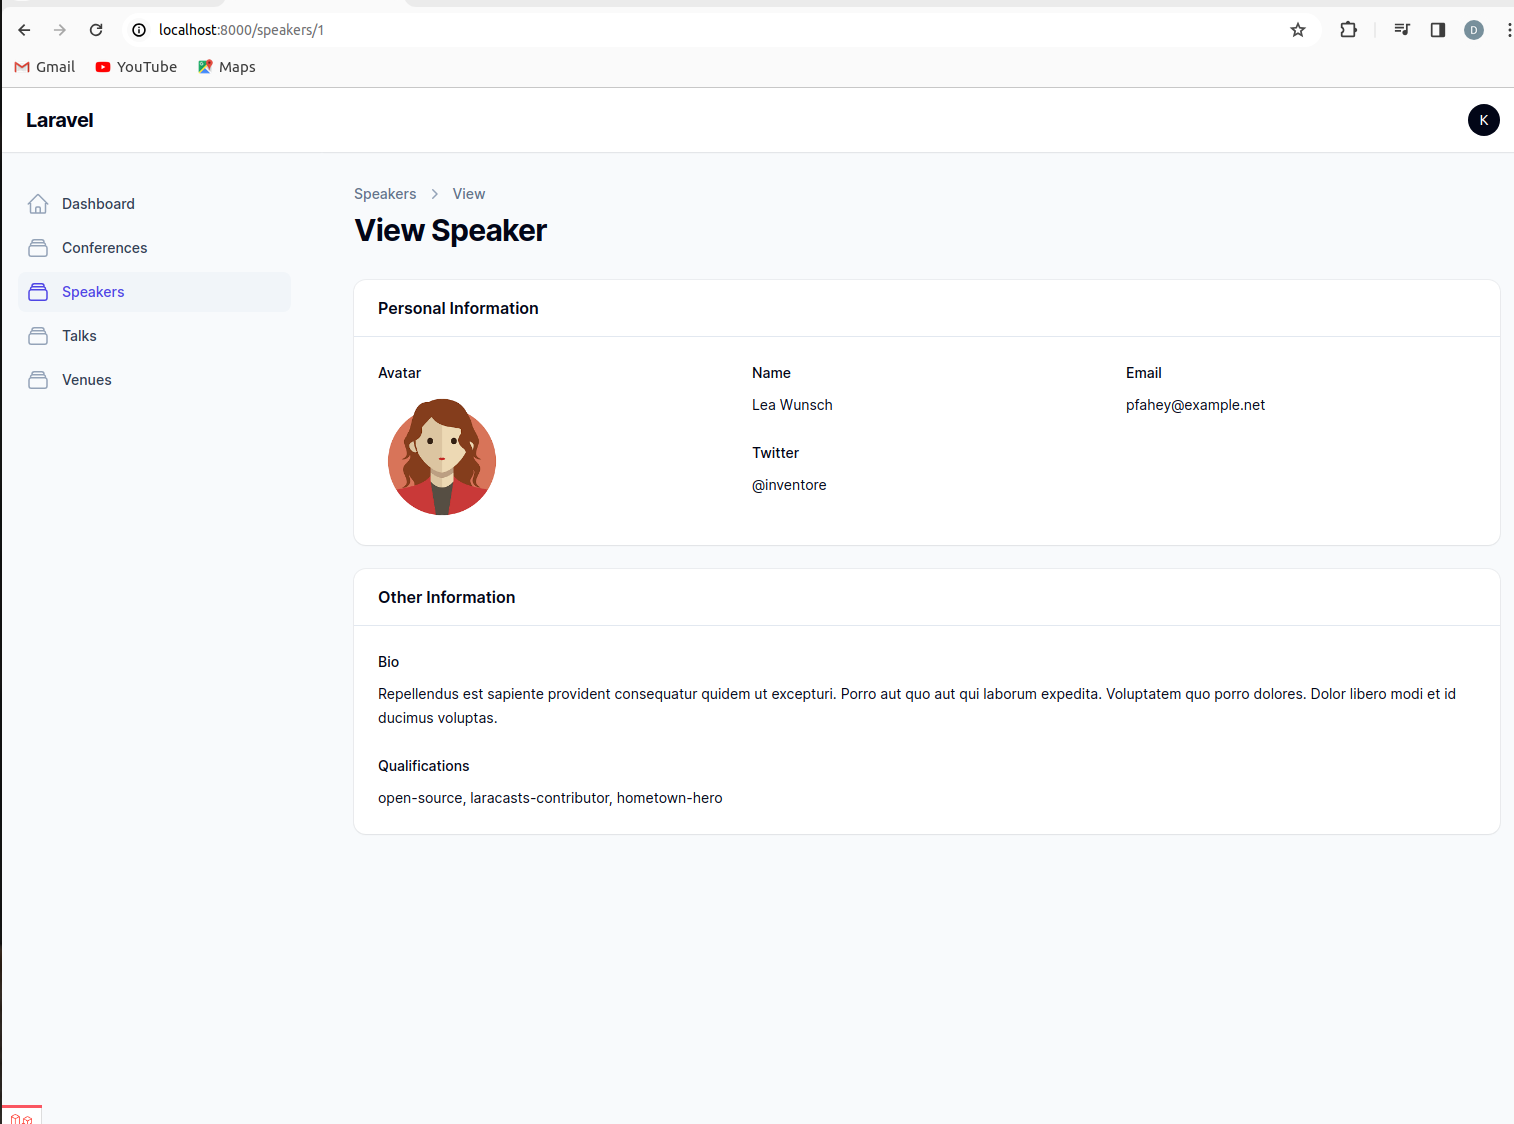 localhost:8000/speakers/1
D
Gmail YouTube Maps
Laravel
K
Dashboard
Conferences
Speakers
Talks
Venues
Speakers View
View Speaker
Personal Information
Avatar
Name
Lea Wunsch
Email
pfahey@example.net
Twitter
@inventore
Other Information
Bio
Repellendus est sapiente provident consequatur quidem ut excepturi. Porro aut quo aut qui laborum expedita. Voluptatem quo porro dolores. Dolor libero modi et id
ducimus voluptas.
Qualifications
open-source, laracasts-contributor, hometown-hero